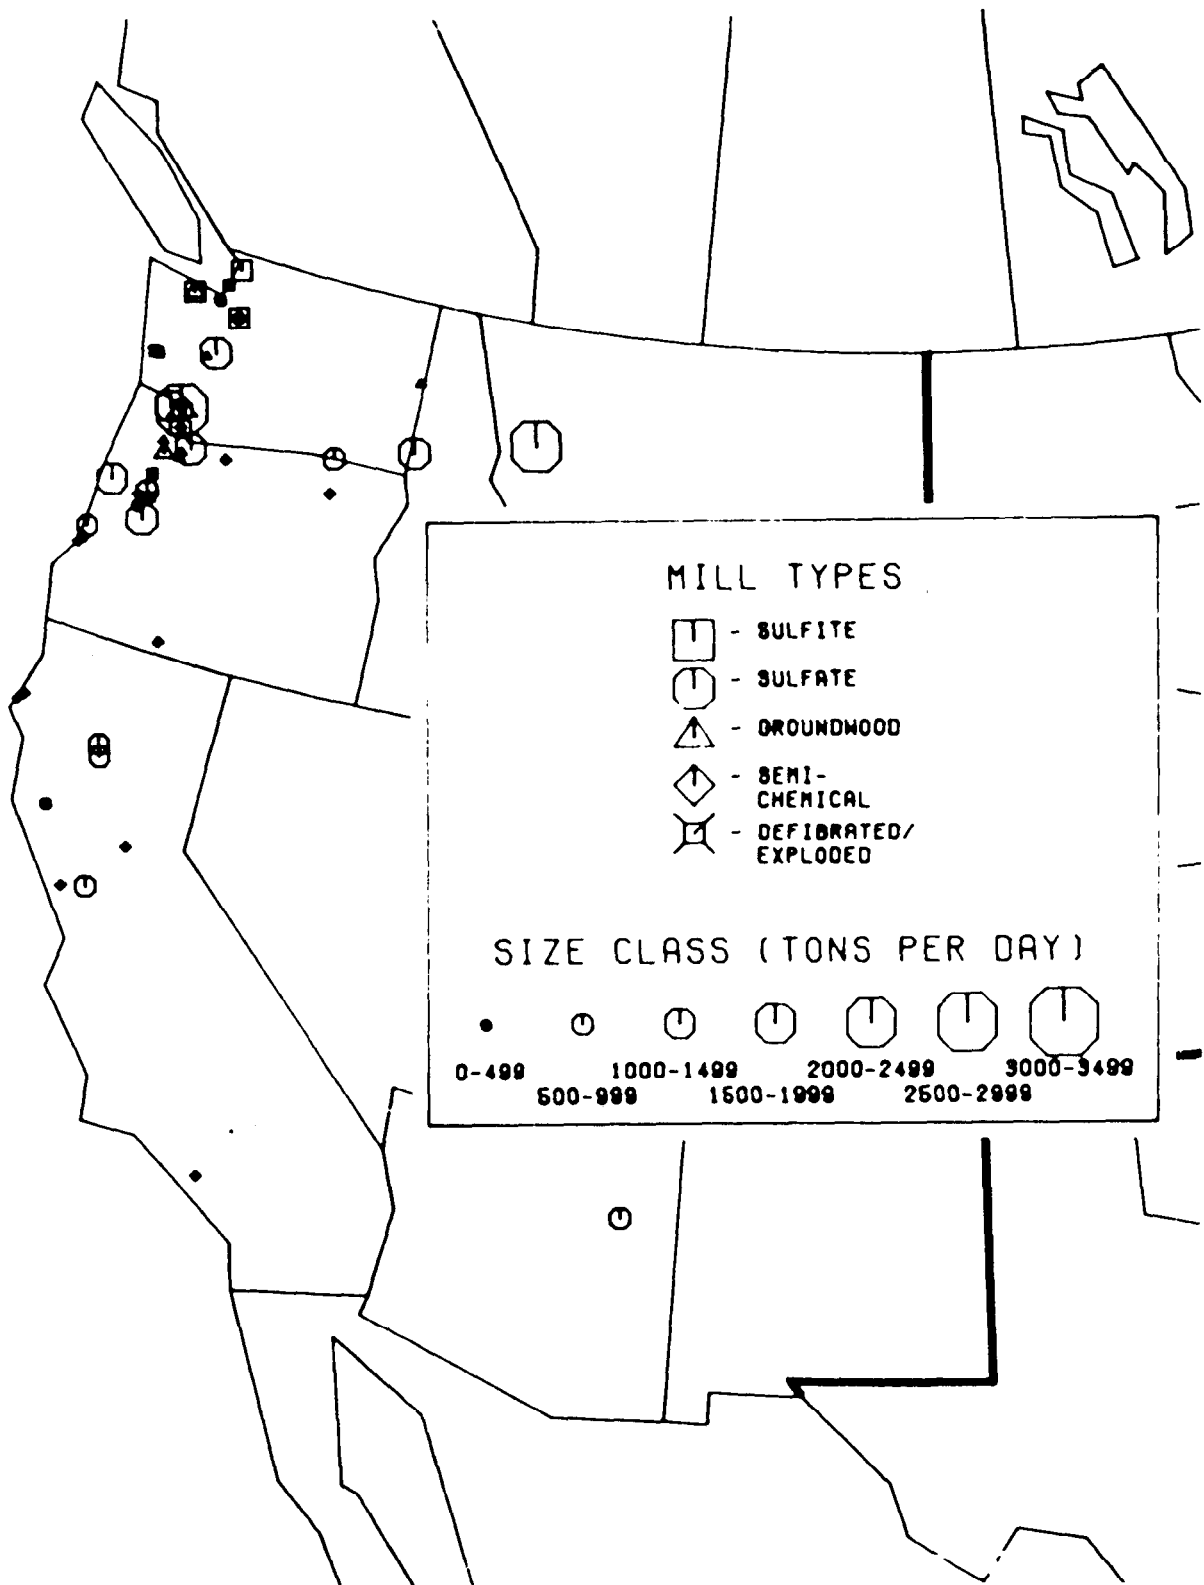 MILL TYPES
- SULFITE
- SULFATE
- GROUNDWOOD
- SEMI-
CHEMICAL
- DEFIBRATED/
EXPLODED
SIZE CLASS (TONS PER DAY)
0-499 1000-1499 2000-2499 3000-3499
500-999 1500-1999 2500-2999